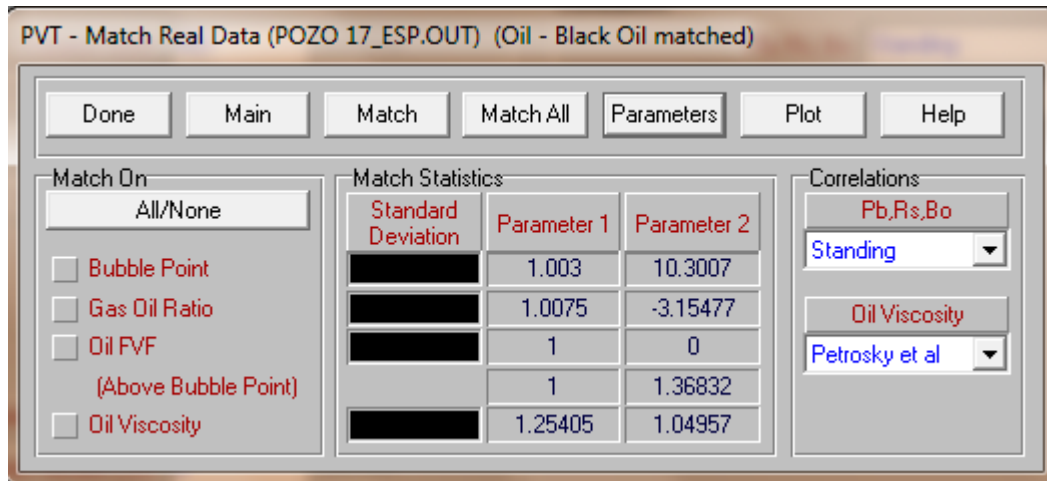 PVT - Match Real Data (POZO 17_ESP.OUT) (Oil - Black Oil matched)
Done Main Match Match All Parameters Plot Help
Match On
All/None
Bubble Point
Gas Oil Ratio
Oil FVF
(Above Bubble Point)
Oil Viscosity
Match Statistics
Standard
Deviation
Parameter 1 Parameter 2
1.003 10.3007
1.0075 -3.15477
1 0
1 1.36832
1.25405 1.04957
Correlations
Pb,Rs,Bo
Standing
Oil Viscosity
Petrosky et al